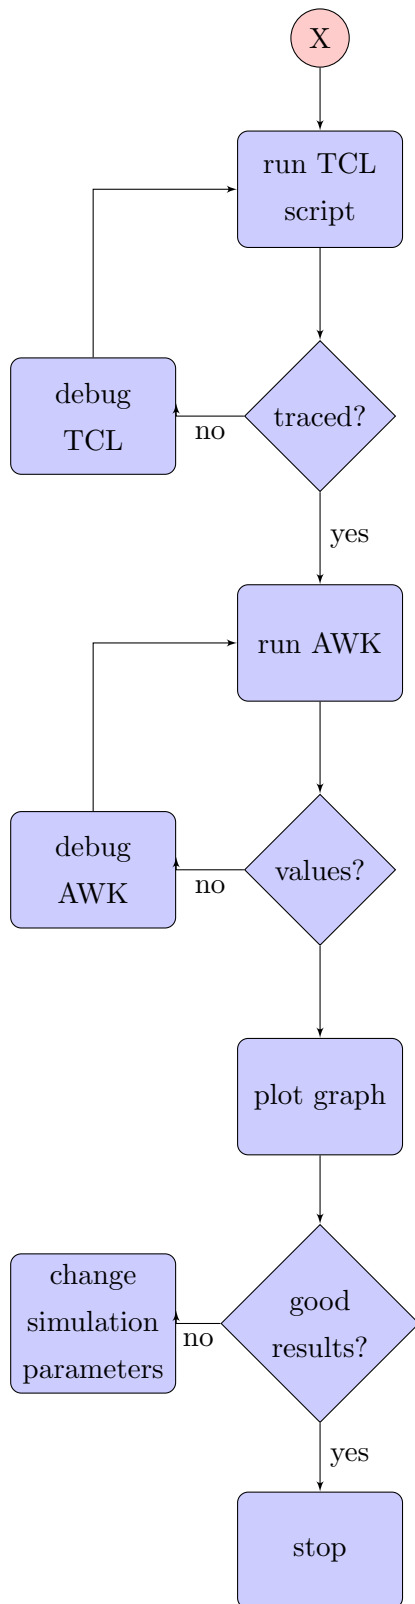 X
run TCL
script
debug
TCL
no
traced?
yes
run AWK
debug
AWK
no
values?
plot graph
change
simulation
parameters
no
good
results?
yes
stop